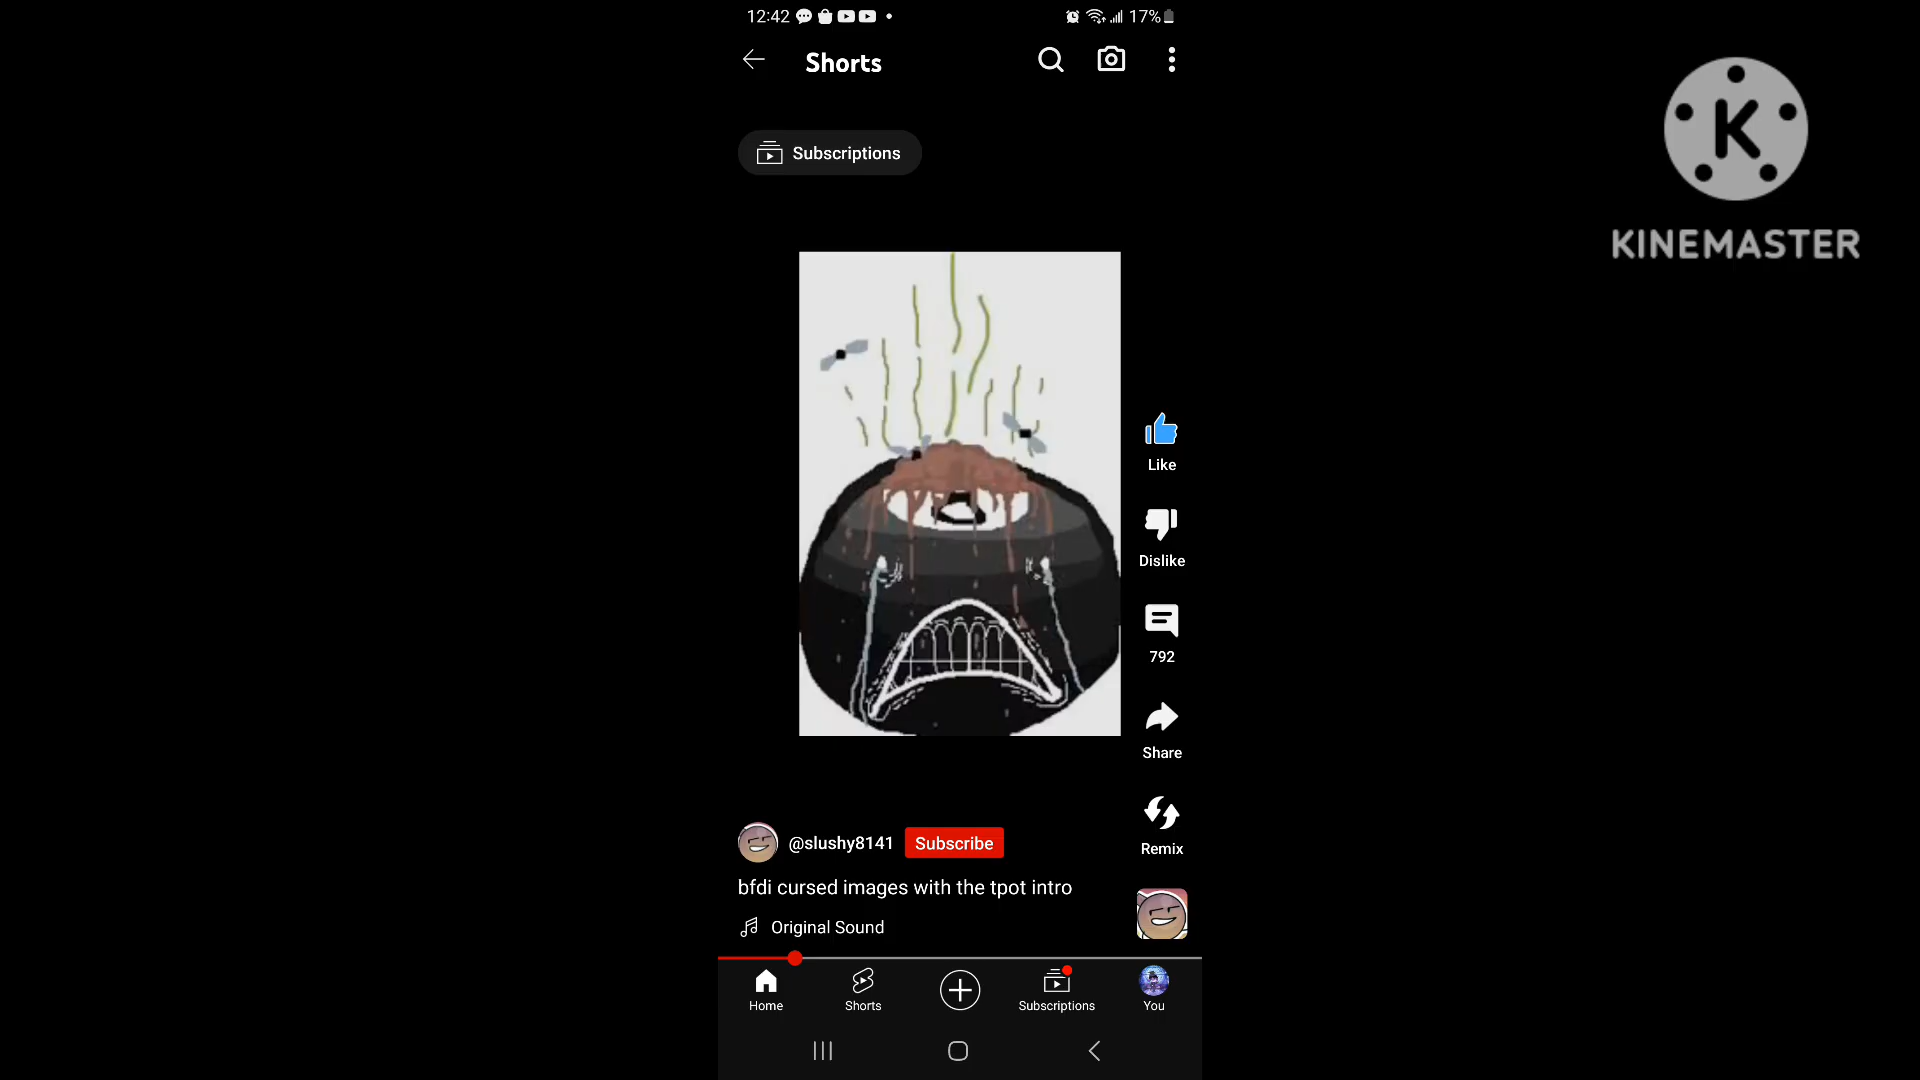 12:42
17%
Shorts
K
KINEMASTER
Subscriptions
Like
Dislike
792
Share
Remix
@slushy8141
Subscribe
bfdi cursed images with the tpot intro
Original Sound
Home
Shorts
Subscriptions
You